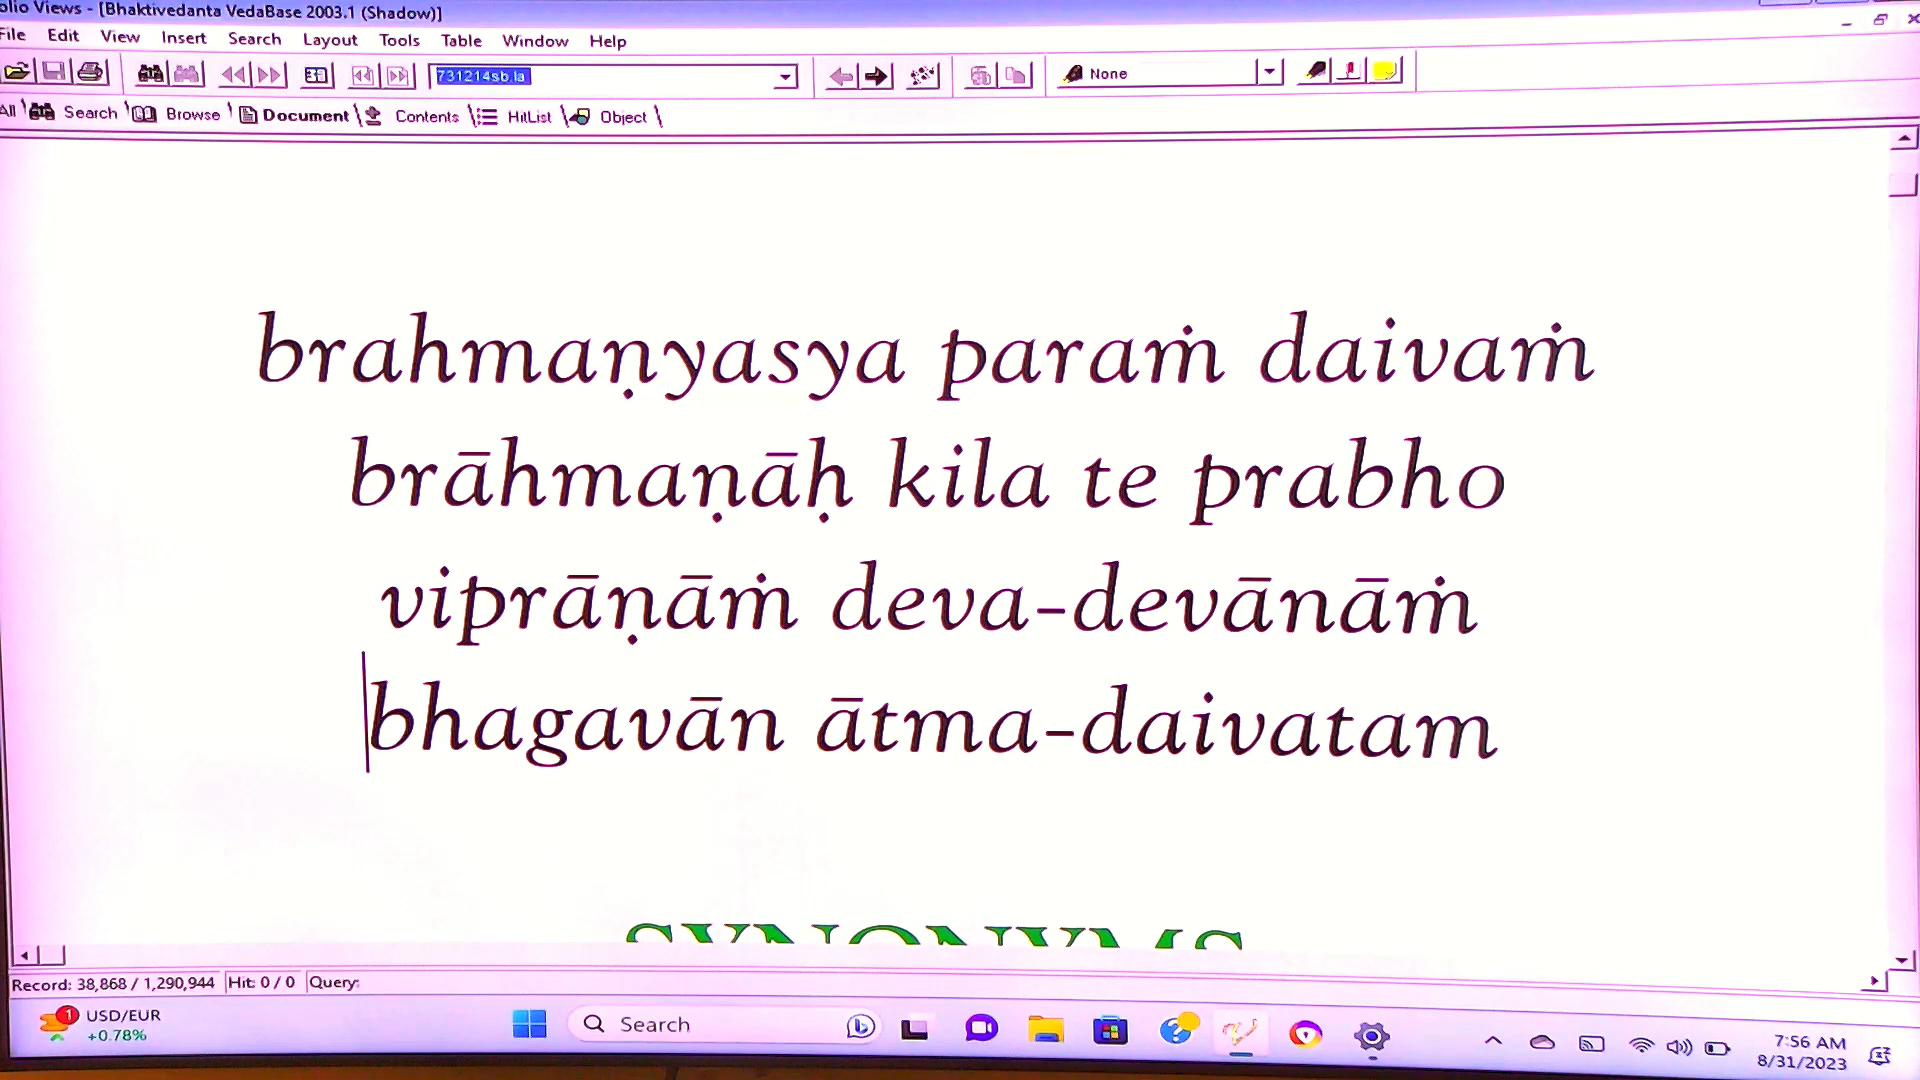 olio Views - [Bhaktivedanta VedaBase 2003.1 (Shadow)]
File Edit View Insert Search Layout Tools Table Window Help
731214sb.la
None
All Search Browse Document Contents HitList Object
brahmaṇyasya paraṁ daivaṁ
brāhmaṇāḥ kila te prabho
viprāṇāṁ deva-devānāṁ
bhagavān ātma-daivatam
SYNONYMS
Record: 38,868 / 1,290,944 Hit: 0 / 0 Query:
1 USD/EUR
+0.78%
Search
7:56 AM
8/31/2023